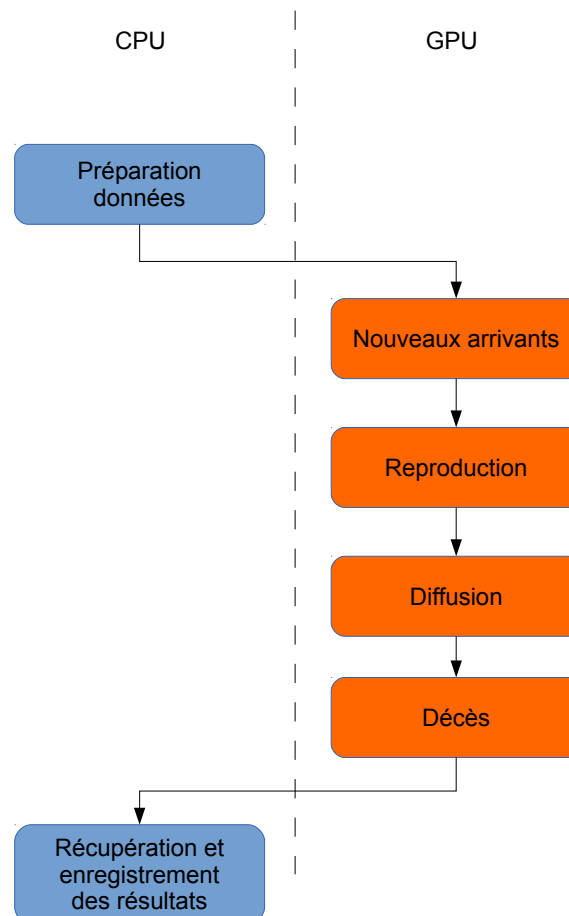 CPU
GPU
Préparation
données
Nouveaux arrivants
Reproduction
Diffusion
Décès
Récupération et
enregistrement
des résultats